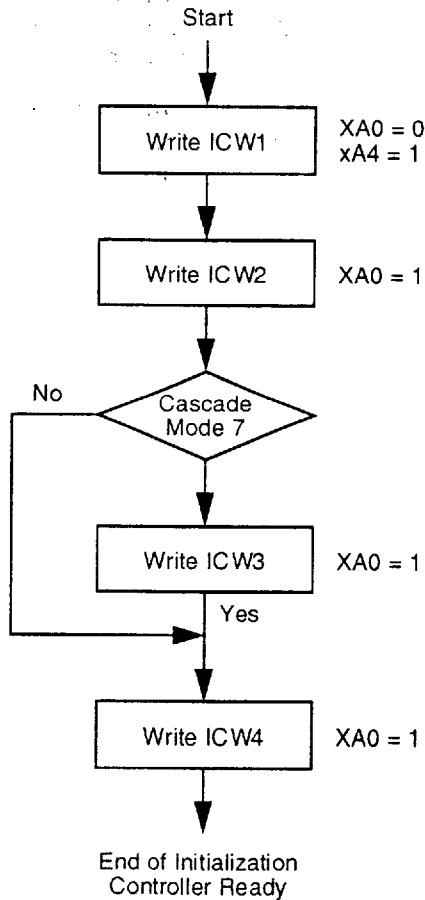 Start
Write ICW1
XA0 = 0
xA4 = 1
Write ICW2
XA0 = 1
No
Cascade
Mode 7
Write ICW3
XA0 = 1
Yes
Write ICW4
XA0 = 1
End of Initialization
Controller Ready